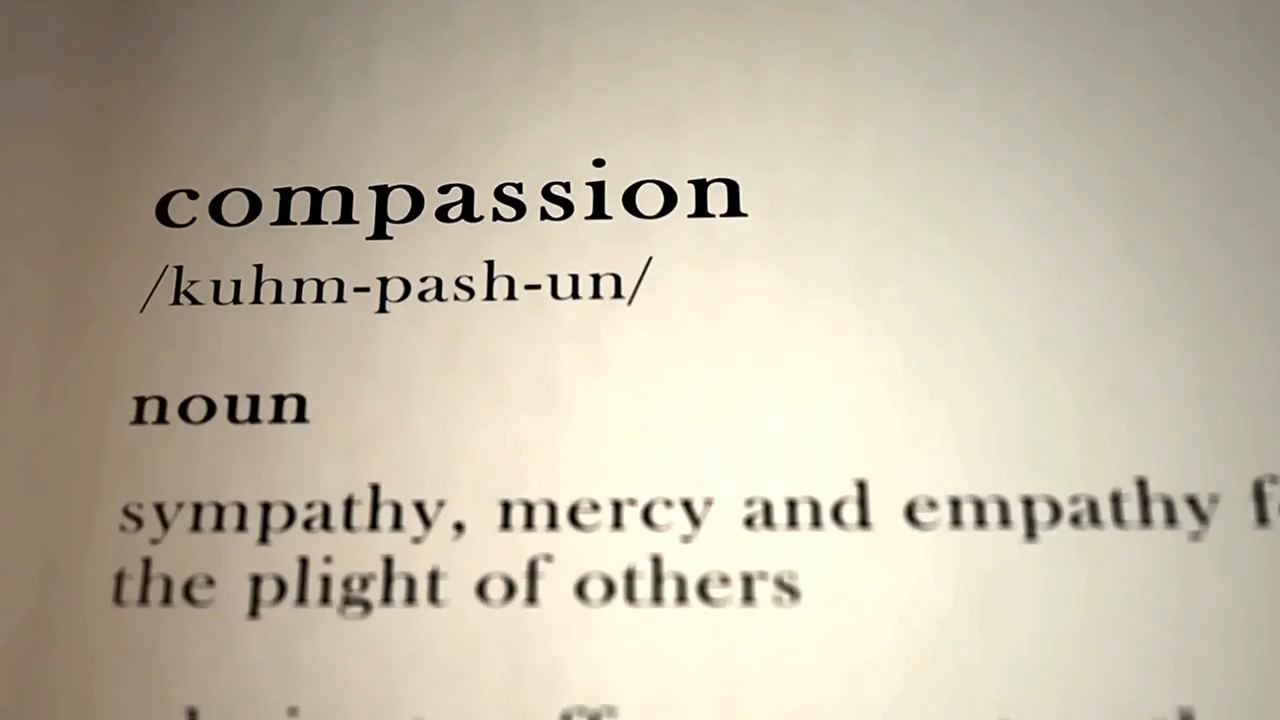 compassion
/kuhm-pash-un/
noun
sympathy, mercy and empathy f
the plight of others